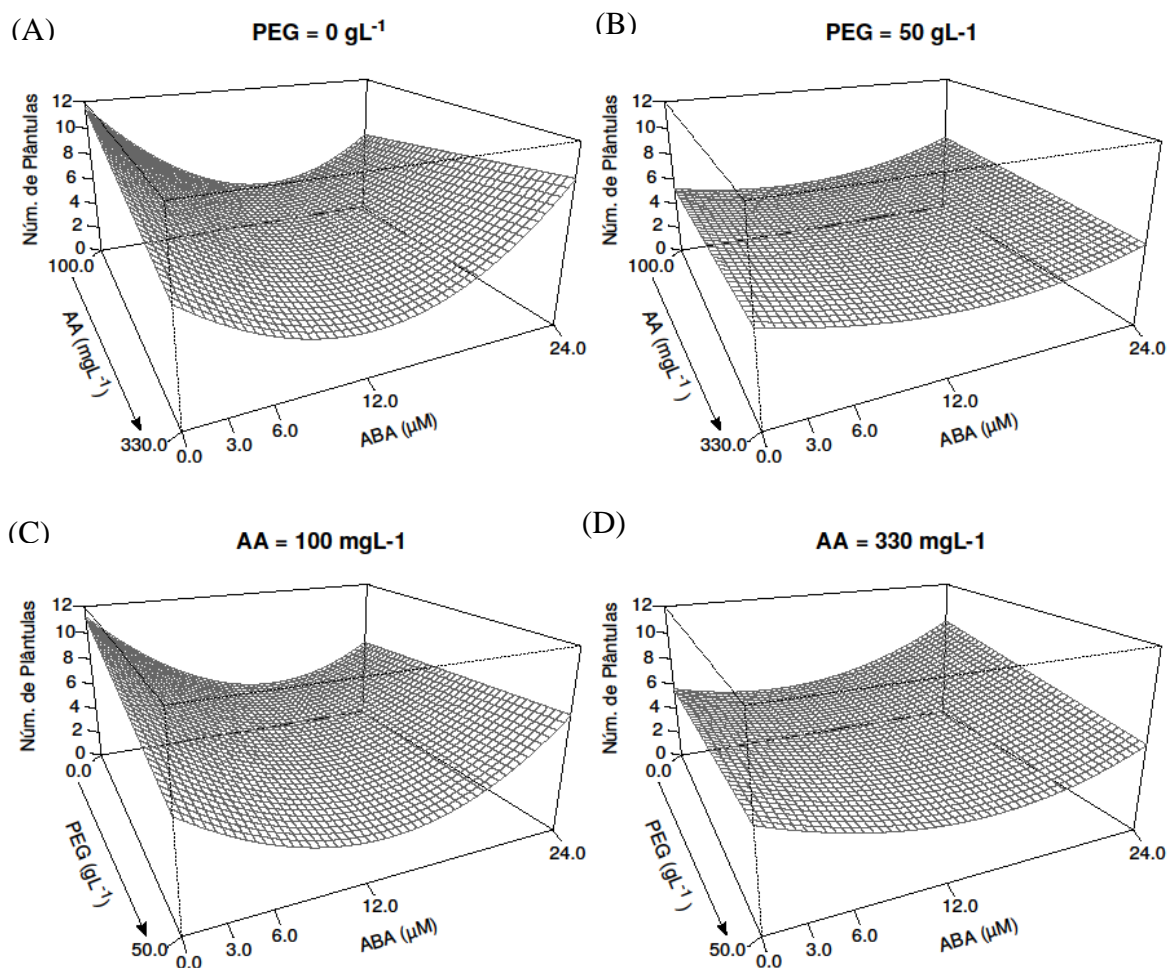 (A)
PEG = 0 gL-1
Núm. de Plântulas
12
10
8
6
4
2
0
100.0
AA (mgL-1)
330.0
0.0
3.0
6.0
12.0
24.0
ABA (µM)
(B)
PEG = 50 gL-1
Núm. de Plântulas
12
10
8
6
4
2
0
100.0
AA (mgL-1)
330.0
0.0
3.0
6.0
12.0
24.0
ABA (µM)
(C)
AA = 100 mgL-1
Núm. de Plântulas
12
10
8
6
4
2
0
0.0
PEG (gL-1)
50.0
0.0
3.0
6.0
12.0
24.0
ABA (µM)
(D)
AA = 330 mgL-1
Núm. de Plântulas
12
10
8
6
4
2
0
0.0
PEG (gL-1)
50.0
0.0
3.0
6.0
12.0
24.0
ABA (µM)